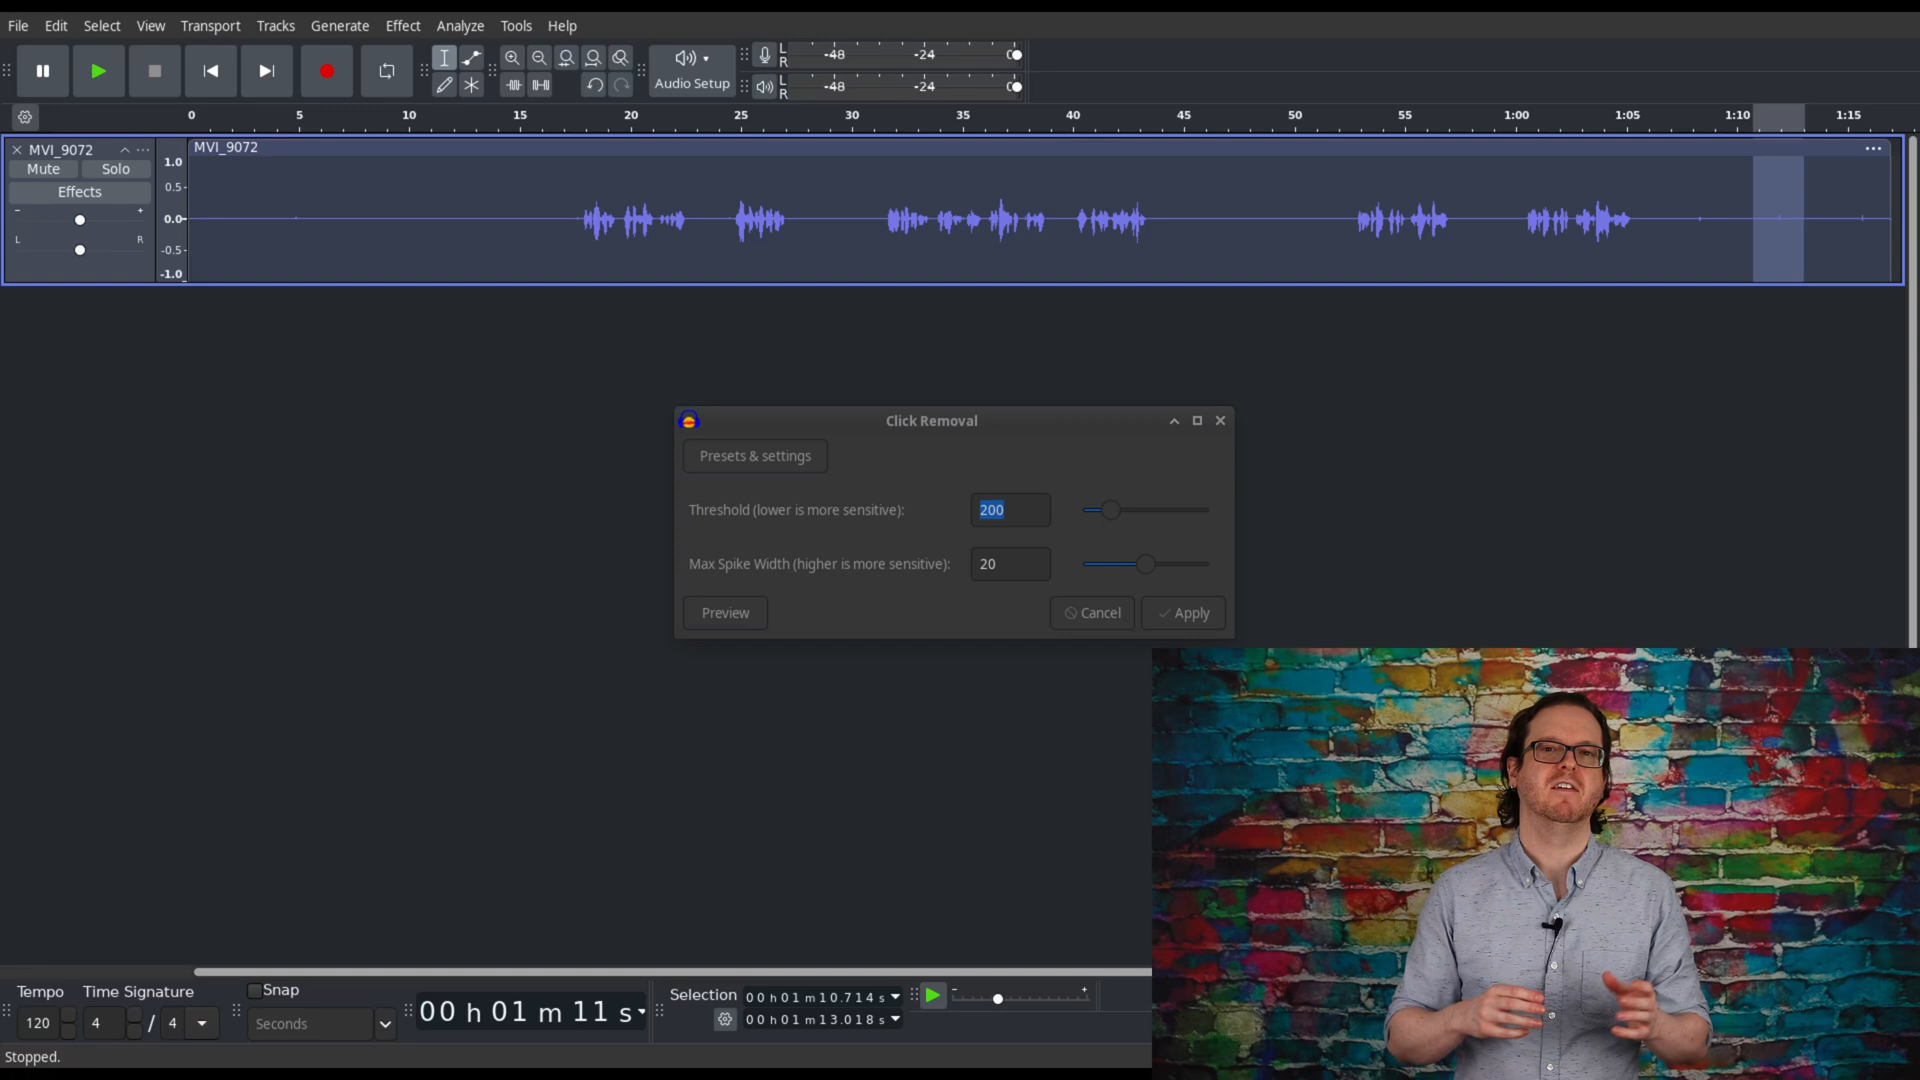 File Edit Select View Transport Tracks Generate Effect Analyze Tools Help
Audio Setup
L
R
-48 -24 0
L
R
-48 -24 0
0 5 10 15 20 25 30 35 40 45 50 55 1:00 1:05 1:10 1:15
MVI_9072
Mute Solo
Effects
- +
L R
1.0
0.5
0.0
-0.5
-1.0
MVI_9072
Click Removal
Presets & settings
Threshold (lower is more sensitive): 200
Max Spike Width (higher is more sensitive): 20
Preview Cancel Apply
Tempo Time Signature Snap
120 4 / 4 Seconds
00 h 01 m 11 s
Selection
00 h 01 m 10.714 s
00 h 01 m 13.018 s
- +
Stopped.